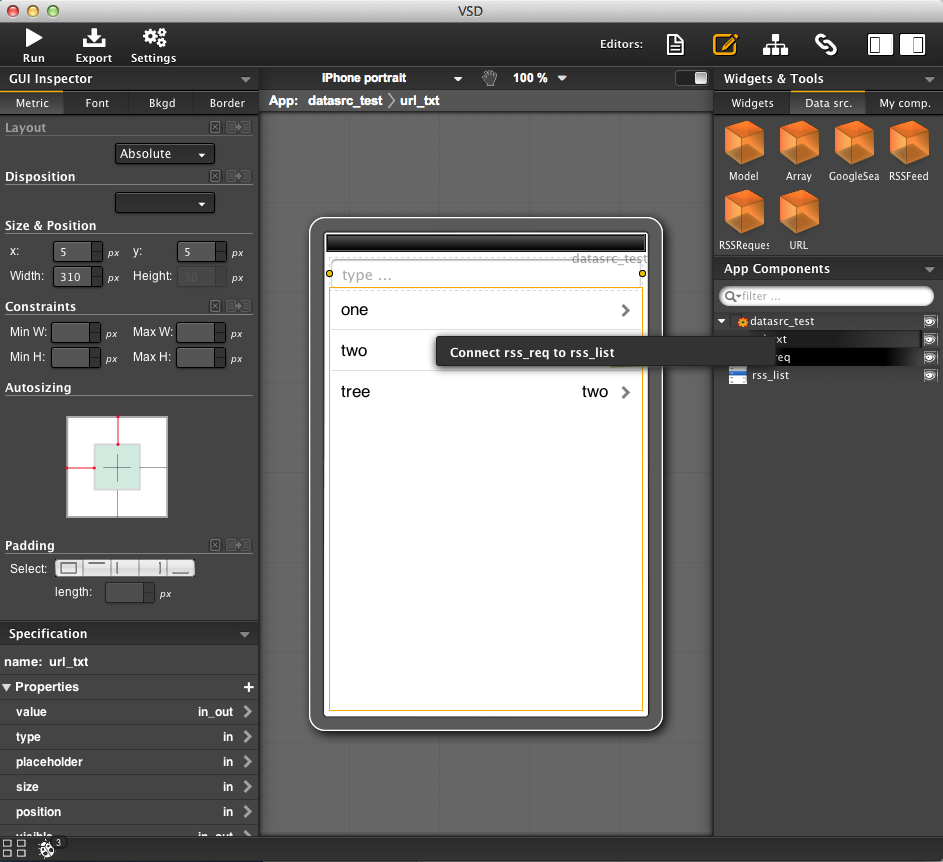 VSD
Run
Export
Settings
Editors:
GUI Inspector
iPhone portrait
100 %
Widgets & Tools
Metric
Font
Bkgd
Border
App: datasrc_test url_txt
Widgets
Data src.
My comp.
Layout
Absolute
Disposition
Size & Position
x: 5 px y: 5 px
Width: 310 px Height: 30 px
Constraints
Min W: px Max W: px
Min H: px Max H: px
Autosizing
Padding
Select:
length: px
Specification
name: url_txt
Properties
+
value in_out
type in
placeholder in
size in
position in
visible in_out
3
datasrc_test
type ...
one
two
tree two
Connect rss_req to rss_list
Model
Array
GoogleSea
RSSFeed
RSSReques
URL
App Components
filter ...
datasrc_test
rss_list